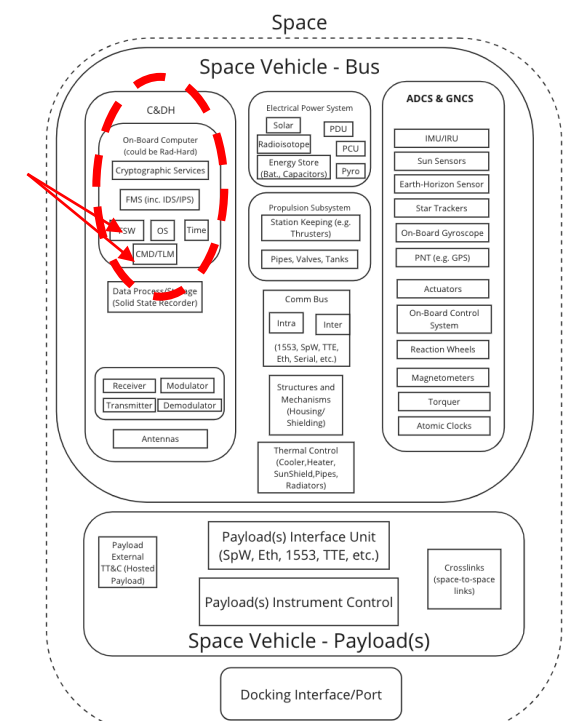 Space
Space Vehicle - Bus
C&DH
On-Board Computer
(could be Rad-Hard)
Cryptographic Services
FMS (inc. IDS/IPS)
FSW
OS
Time
CMD/TLM
Data Process/Storage
(Solid State Recorder)
Receiver
Modulator
Transmitter
Demodulator
Antennas
Electrical Power System
Solar
PDU
Radioisotope
PCU
Energy Store
(Bat., Capacitors)
Pyro
Propulsion Subsystem
Station Keeping (e.g.
Thrusters)
Pipes, Valves, Tanks
Comm Bus
Intra
Inter
(1553, SpW, TTE,
Eth, Serial, etc.)
Structures and
Mechanisms
(Housing/
Shielding)
Thermal Control
(Cooler,Heater,
SunShield,Pipes,
Radiators)
ADCS & GNCS
IMU/IRU
Sun Sensors
Earth-Horizon Sensor
Star Trackers
On-Board Gyroscope
PNT (e.g. GPS)
Actuators
On-Board Control
System
Reaction Wheels
Magnetometers
Torquer
Atomic Clocks
Payload
External
TT&C (Hosted
Payload)
Payload(s) Interface Unit
(SpW, Eth, 1553, TTE, etc.)
Payload(s) Instrument Control
Crosslinks
(space-to-space
links)
Space Vehicle - Payload(s)
Docking Interface/Port